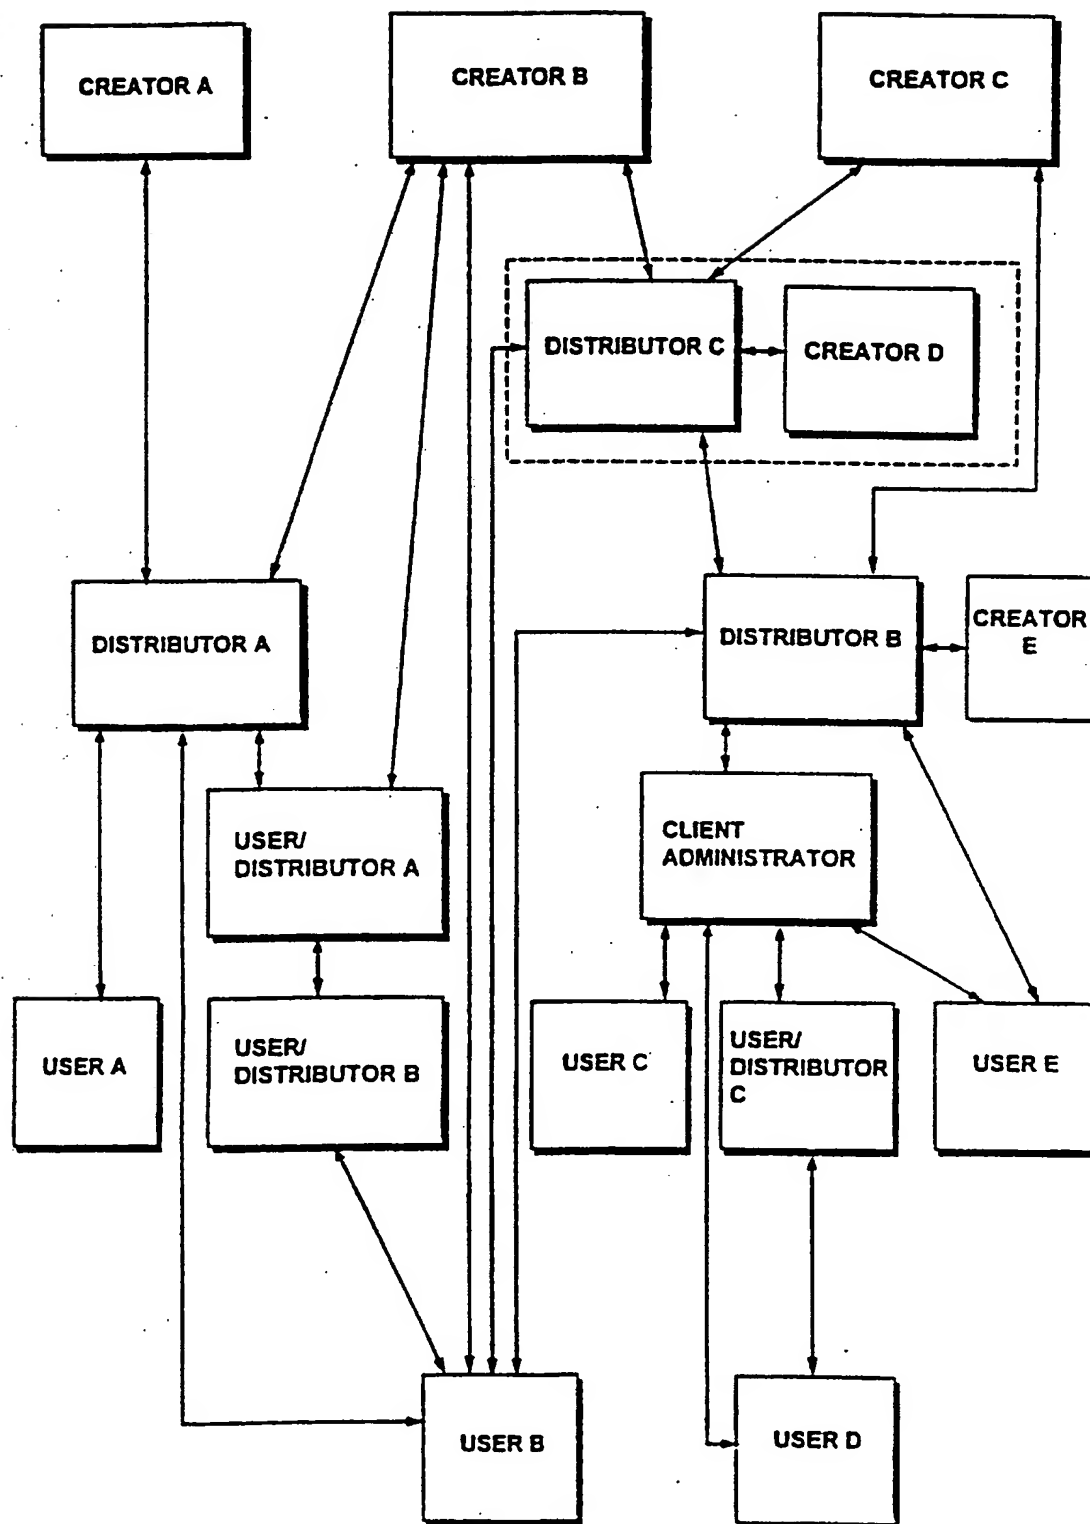 CREATOR A
CREATOR B
CREATOR C
DISTRIBUTOR C
CREATOR D
DISTRIBUTOR A
DISTRIBUTOR B
CREATOR
E
USER/
DISTRIBUTOR A
CLIENT
ADMINISTRATOR
USER A
USER/
DISTRIBUTOR B
USER C
USER/
DISTRIBUTOR
C
USER E
USER B
USER D